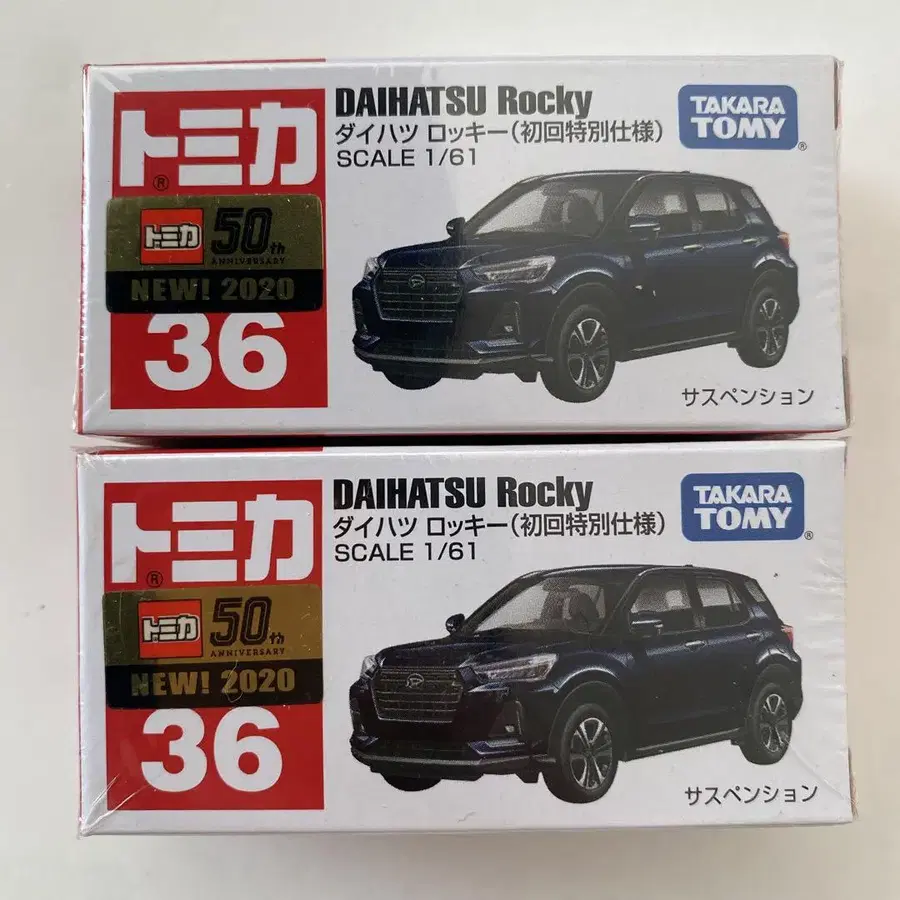 DAIHATSU Rocky
ダイハツ ロッキー(初回特別仕様)
SCALE 1/61
TAKARA
TOMY®
トミカ®
トミカ 50th
ANNIVERSARY
NEW! 2020
36
サスペンション
DAIHATSU Rocky
ダイハツ ロッキー(初回特別仕様)
SCALE 1/61
TAKARA
TOMY®
トミカ®
トミカ 50th
ANNIVERSARY
NEW! 2020
36
サスペンション